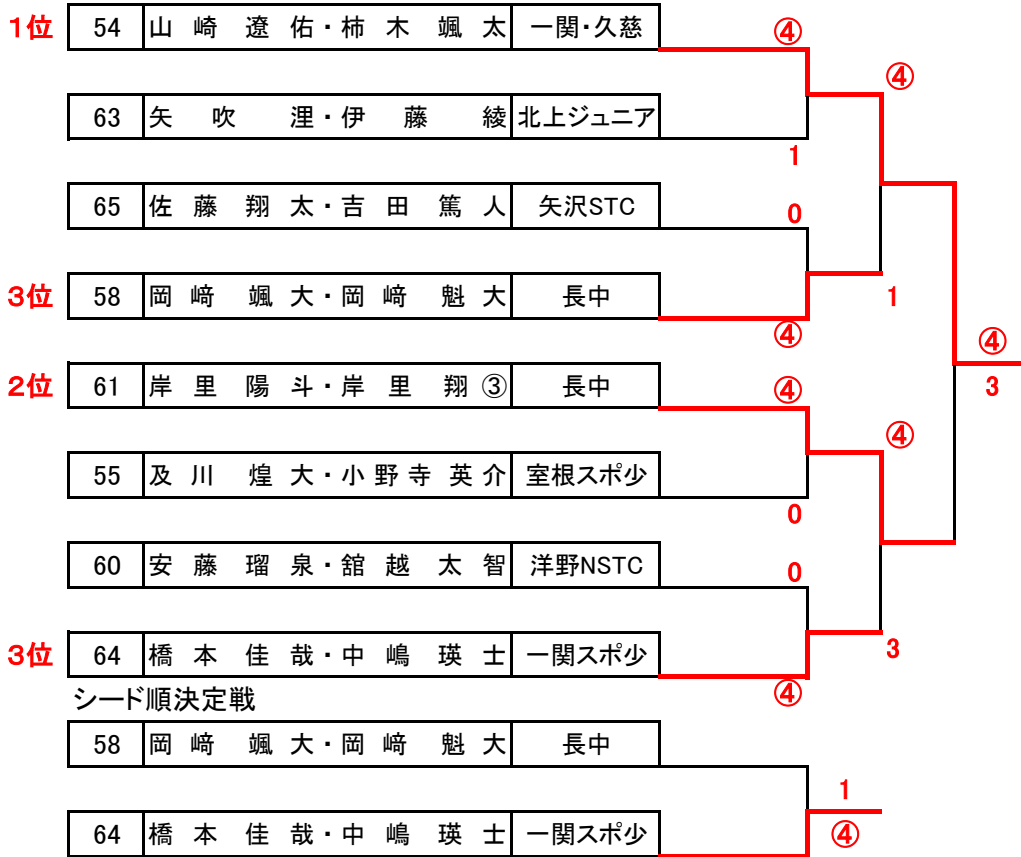 1位 54 山崎遼佑・柿木颯太 一関・久慈 ④
④
63 矢吹浬・伊藤綾 北上ジュニア
1
65 佐藤翔太・吉田篤人 矢沢STC 0
3位 58 岡﨑颯大・岡﨑魁大 長中 1
④
④
3
2位 61 岸里陽斗・岸里翔③ 長中 ④
④
55 及川煌大・小野寺英介 室根スポ少
0
60 安藤瑠泉・舘越太智 洋野NSTC 0
3位 64 橋本佳哉・中嶋瑛士 一関スポ少 3
④
シード順決定戦
58 岡﨑颯大・岡﨑魁大 長中
1
64 橋本佳哉・中嶋瑛士 一関スポ少 ④